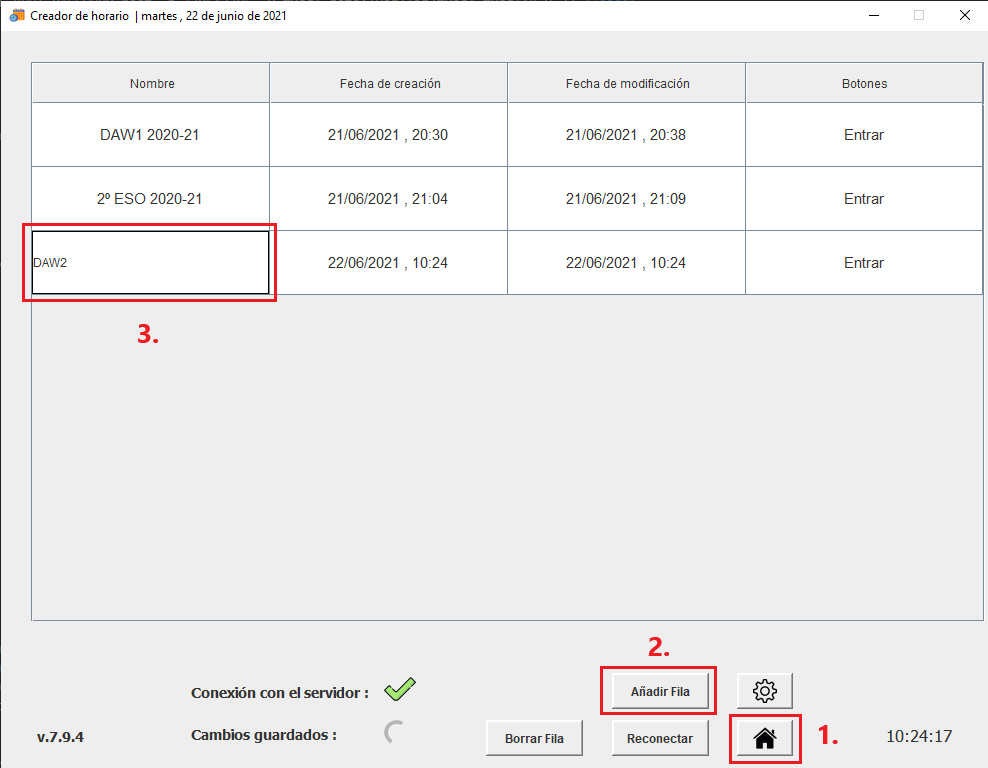 Creador de horario | martes , 22 de junio de 2021
Nombre Fecha de creación Fecha de modificación Botones
DAW1 2020-21 21/06/2021 , 20:30 21/06/2021 , 20:38 Entrar
2º ESO 2020-21 21/06/2021 , 21:04 21/06/2021 , 21:09 Entrar
DAW2 22/06/2021 , 10:24 22/06/2021 , 10:24 Entrar
3.
2.
Conexión con el servidor : Añadir Fila
v.7.9.4 Cambios guardados : Borrar Fila Reconectar 1. 10:24:17